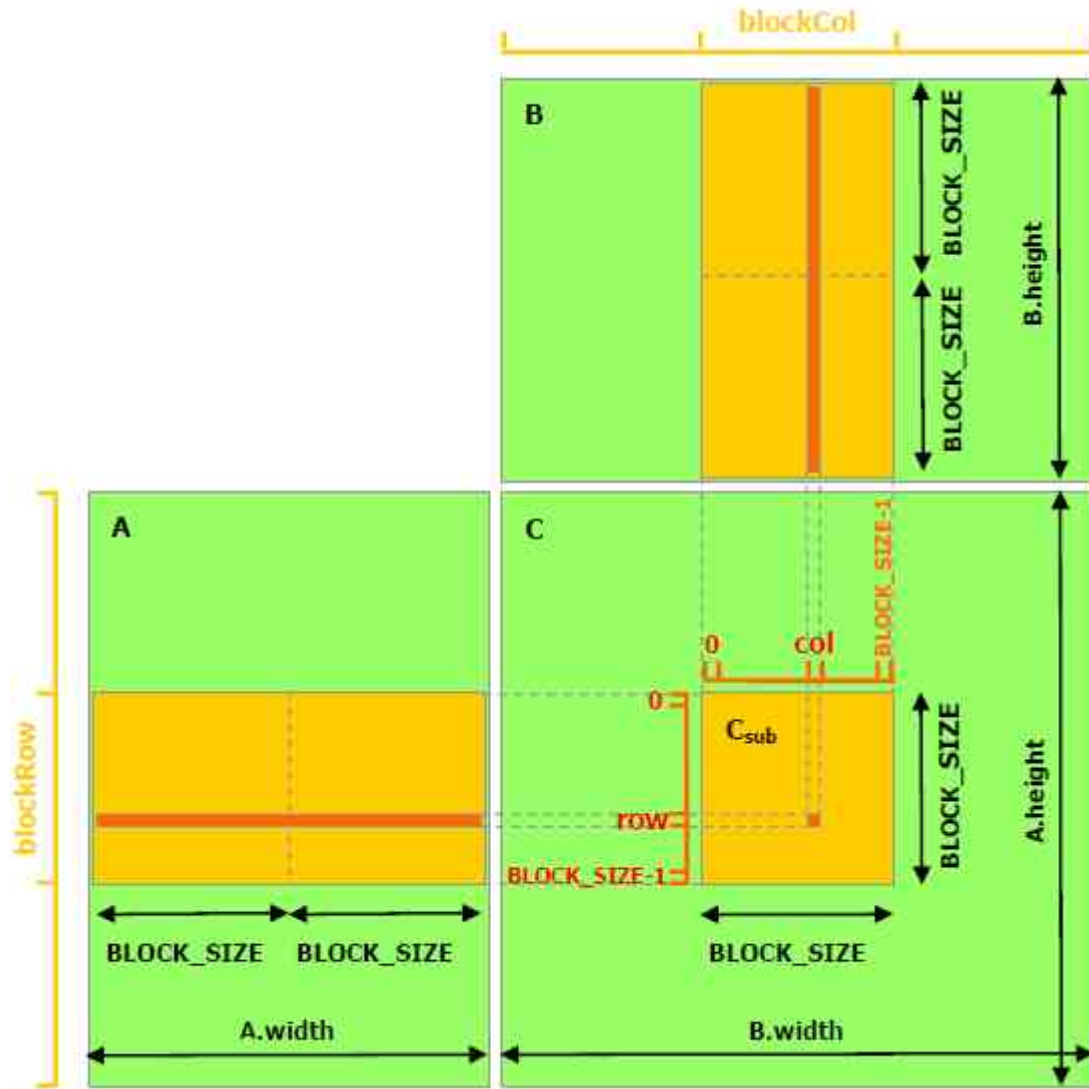 blockCol
B
BLOCK_SIZE
B.height
BLOCK_SIZE
A
C
BLOCK_SIZE-1
0
col
0
C_sub
BLOCK_SIZE
A.height
blockRow
row
BLOCK_SIZE-1
BLOCK_SIZE
BLOCK_SIZE
BLOCK_SIZE
A.width
B.width